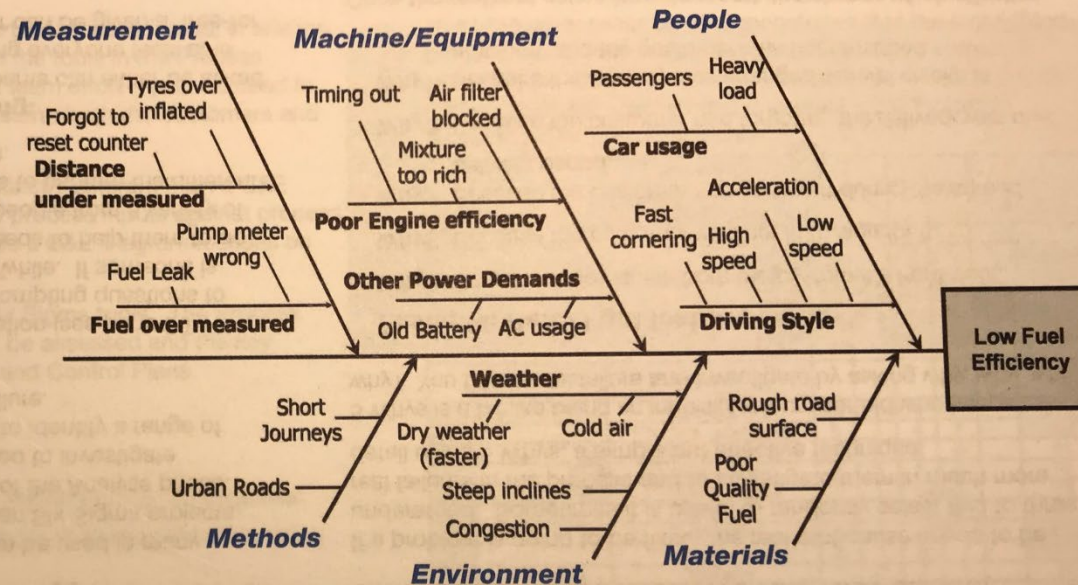 Measurement
Machine/Equipment
People
Tyres over
inflated
Forgot to
reset counter
Distance
under measured
Pump meter
wrong
Fuel Leak
Fuel over measured
Timing out
Air filter
blocked
Mixture
too rich
Poor Engine efficiency
Other Power Demands
Old Battery
AC usage
Passengers
Heavy
load
Car usage
Acceleration
Fast
cornering
High
speed
Low
speed
Driving Style
Low Fuel
Efficiency
Short
Journeys
Urban Roads
Methods
Weather
Dry weather
(faster)
Cold air
Steep inclines
Congestion
Environment
Rough road
surface
Poor
Quality
Fuel
Materials